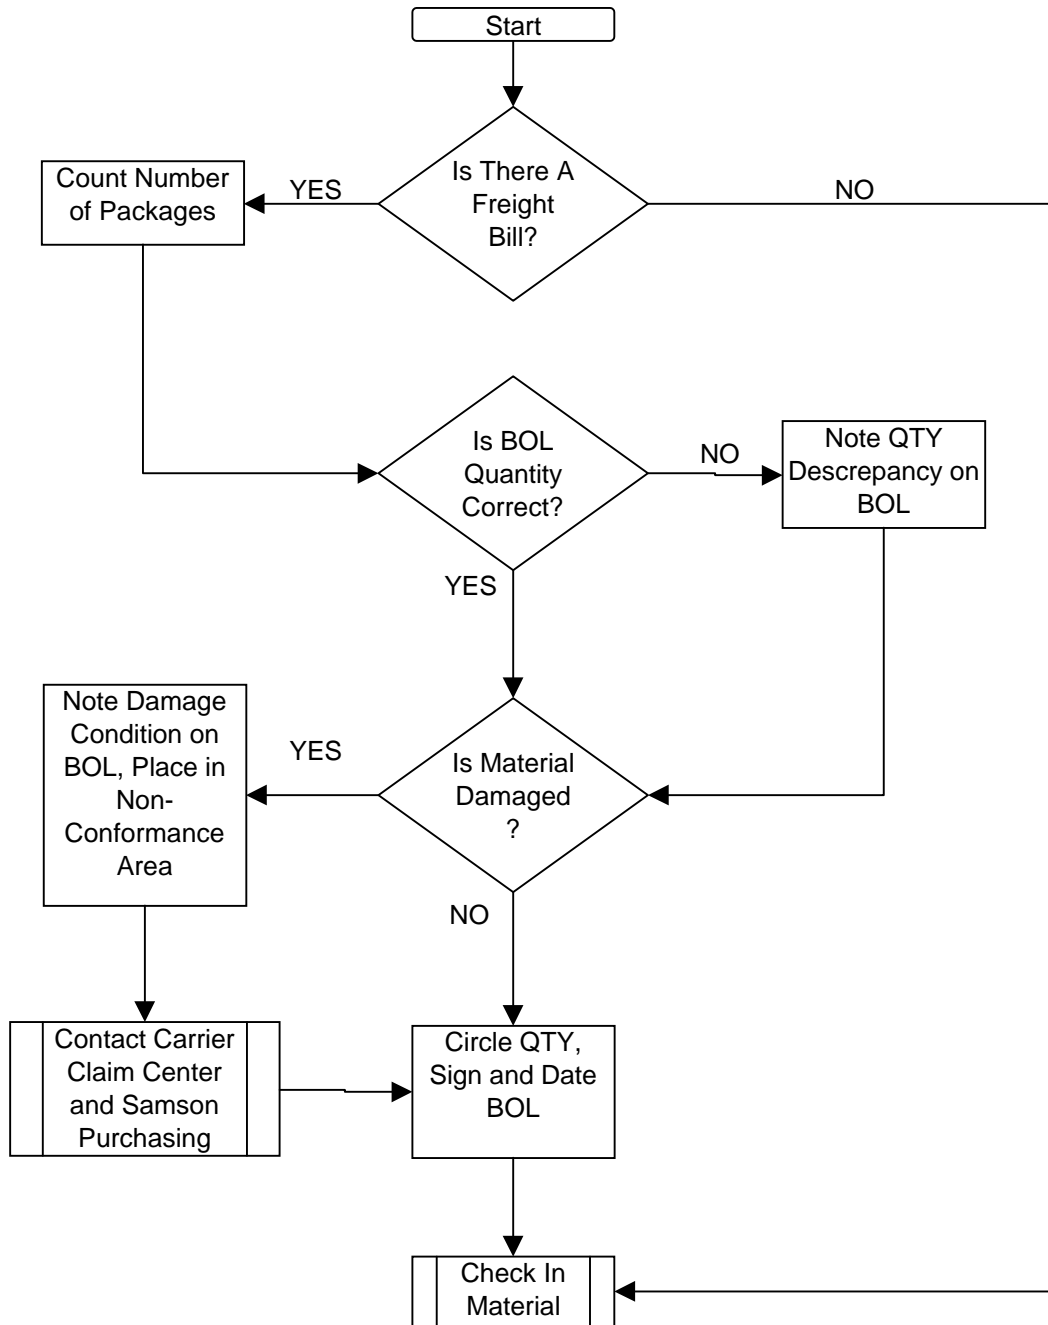 Start
Is There A
Freight
Bill?
YES
NO
Count Number
of Packages
Is BOL
Quantity
Correct?
NO
Note QTY
Descrepancy on
BOL
YES
Is Material
Damaged
?
YES
Note Damage
Condition on
BOL, Place in
Non-
Conformance
Area
NO
Contact Carrier
Claim Center
and Samson
Purchasing
Circle QTY,
Sign and Date
BOL
Check In
Material